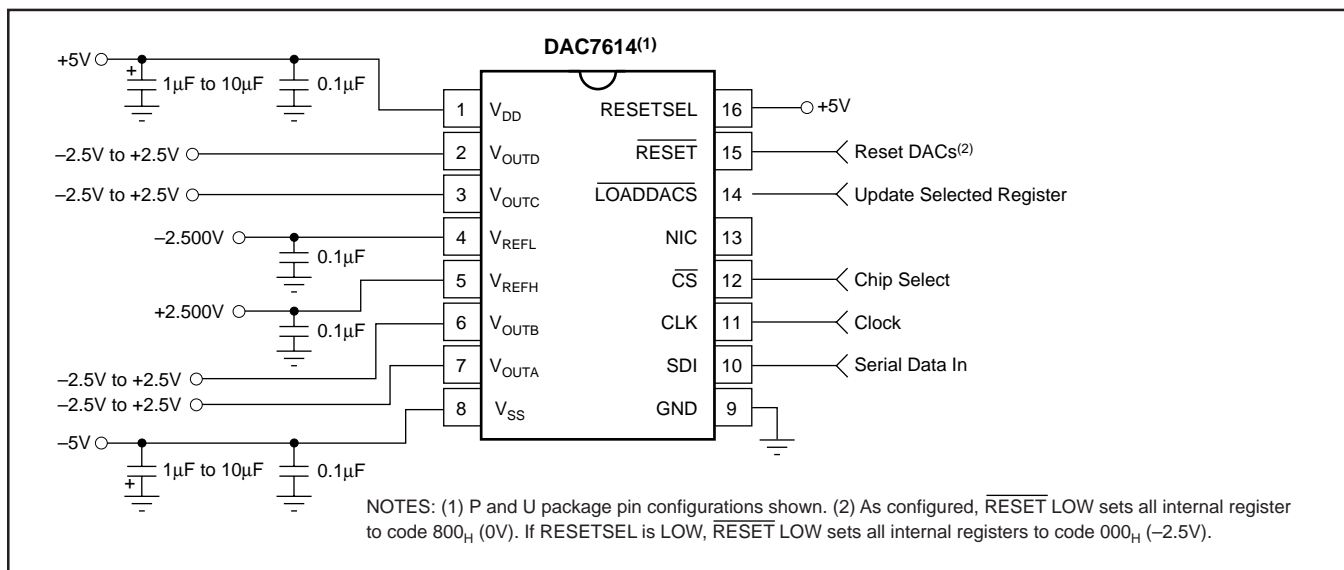 DAC7614(1)
+5V
+
1µF to 10µF
0.1µF
1
VDD
RESETSEL
16
+5V
–2.5V to +2.5V
2
VOUTD
RESET
15
Reset DACs(2)
–2.5V to +2.5V
3
VOUTC
LOADDACS
14
Update Selected Register
–2.500V
0.1µF
4
VREFL
NIC
13
+2.500V
0.1µF
5
VREFH
CS
12
Chip Select
–2.5V to +2.5V
6
VOUTB
CLK
11
Clock
–2.5V to +2.5V
7
VOUTA
SDI
10
Serial Data In
–5V
+
1µF to 10µF
0.1µF
8
VSS
GND
9
NOTES: (1) P and U package pin configurations shown. (2) As configured, RESET LOW sets all internal register
to code 800H (0V). If RESETSEL is LOW, RESET LOW sets all internal registers to code 000H (–2.5V).